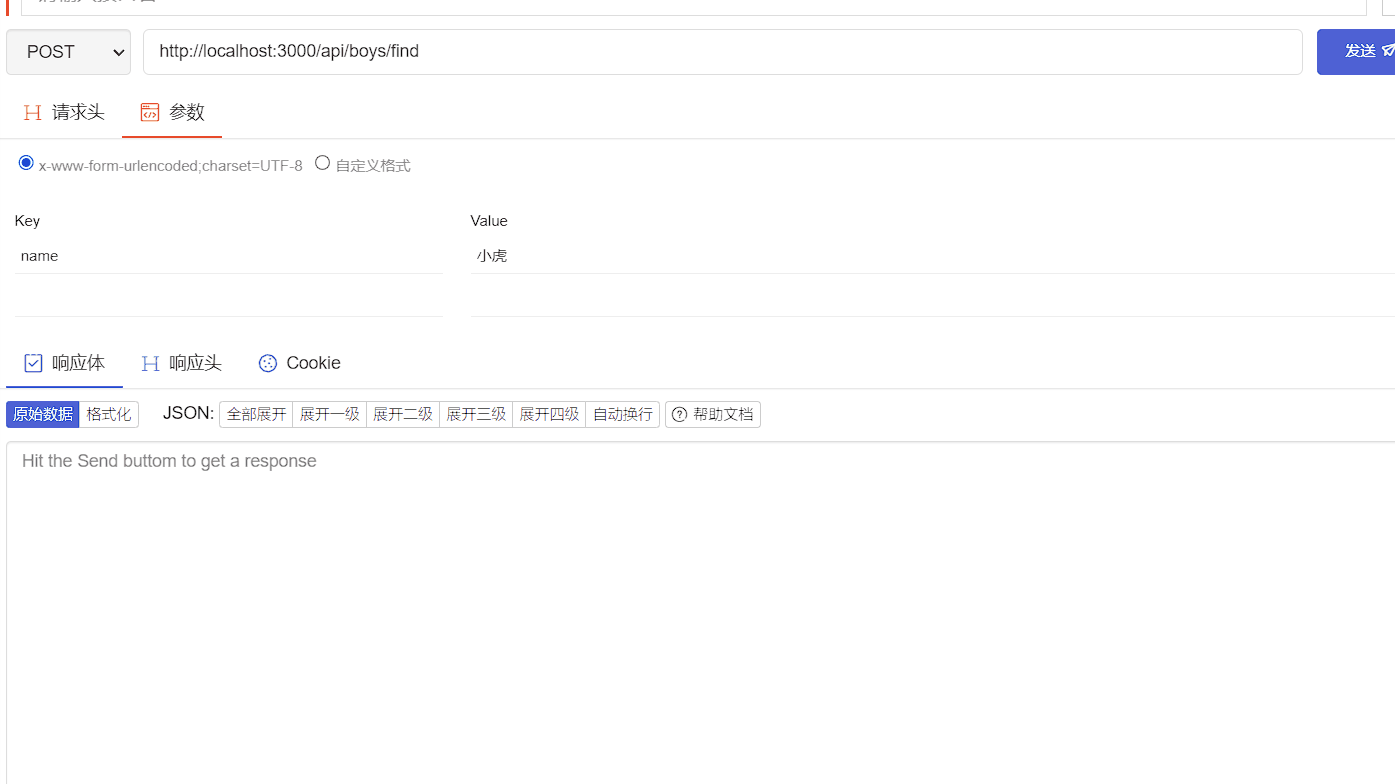 POST
http://localhost:3000/api/boys/find
发送
请求头
参数
x-www-form-urlencoded;charset=UTF-8 自定义格式
Key Value
name 小虎
响应体 响应头 Cookie
原始数据 格式化 JSON: 全部展开 展开一级 展开二级 展开三级 展开四级 自动换行 帮助文档
Hit the Send buttom to get a response